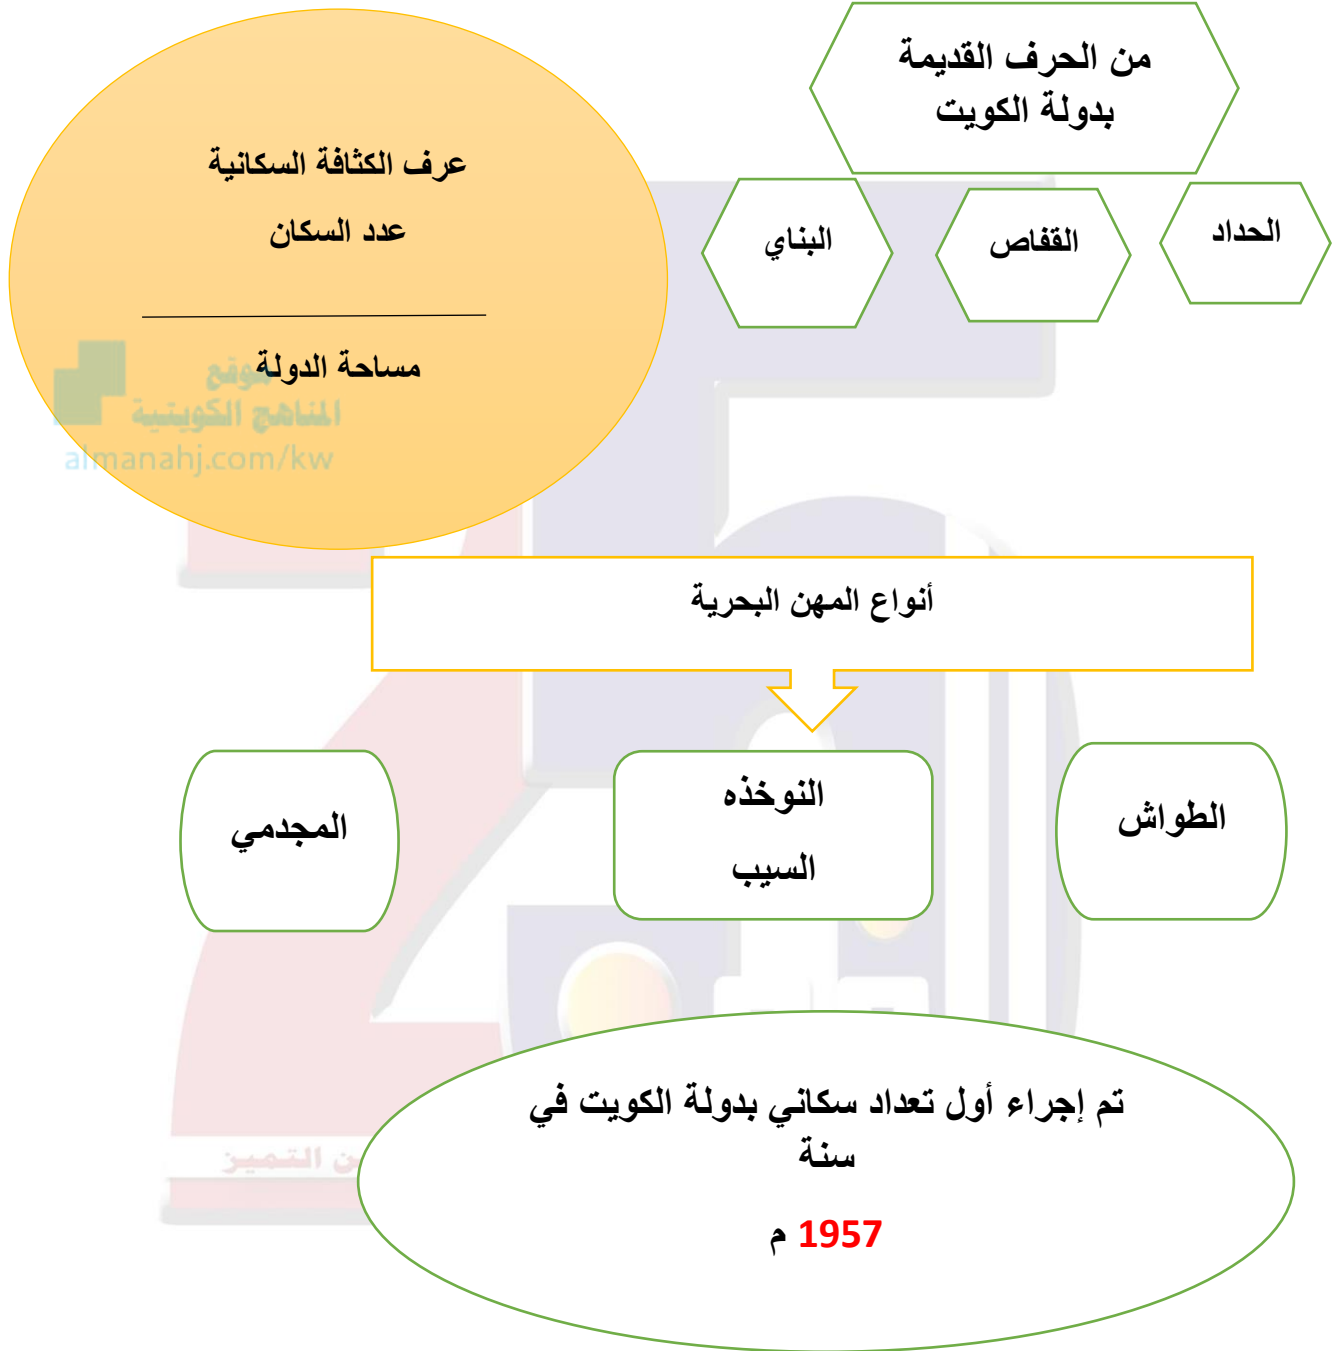 من الحرف القديمة
بدولة الكويت
الحداد
القفاص
البناي
عرف الكثافة السكانية
عدد السكان
مساحة الدولة
موقع
المناهج الكويتية
almanahj.com/kw
أنواع المهن البحرية
الطواش
النوخذه
السيب
المجدمي
ن التميز
تم إجراء أول تعداد سكاني بدولة الكويت في
سنة
1957 م